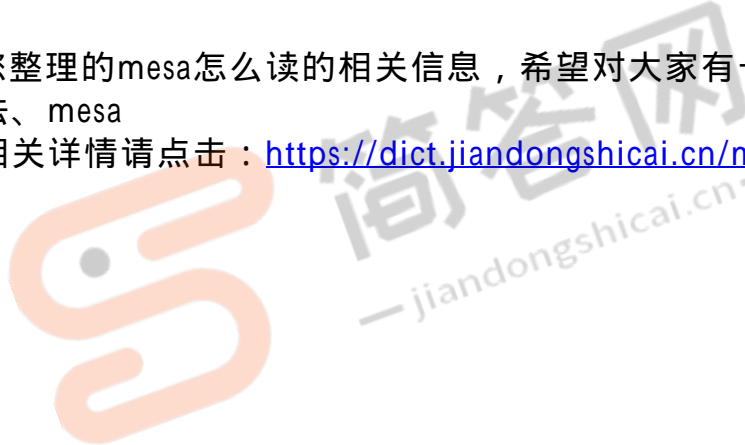 整理的mesa怎么读的相关信息，希望对大家有
、mesa
相关详情请点击：https://dict.jiandongshicai.cn/
简答网
— jiandongshicai.cn